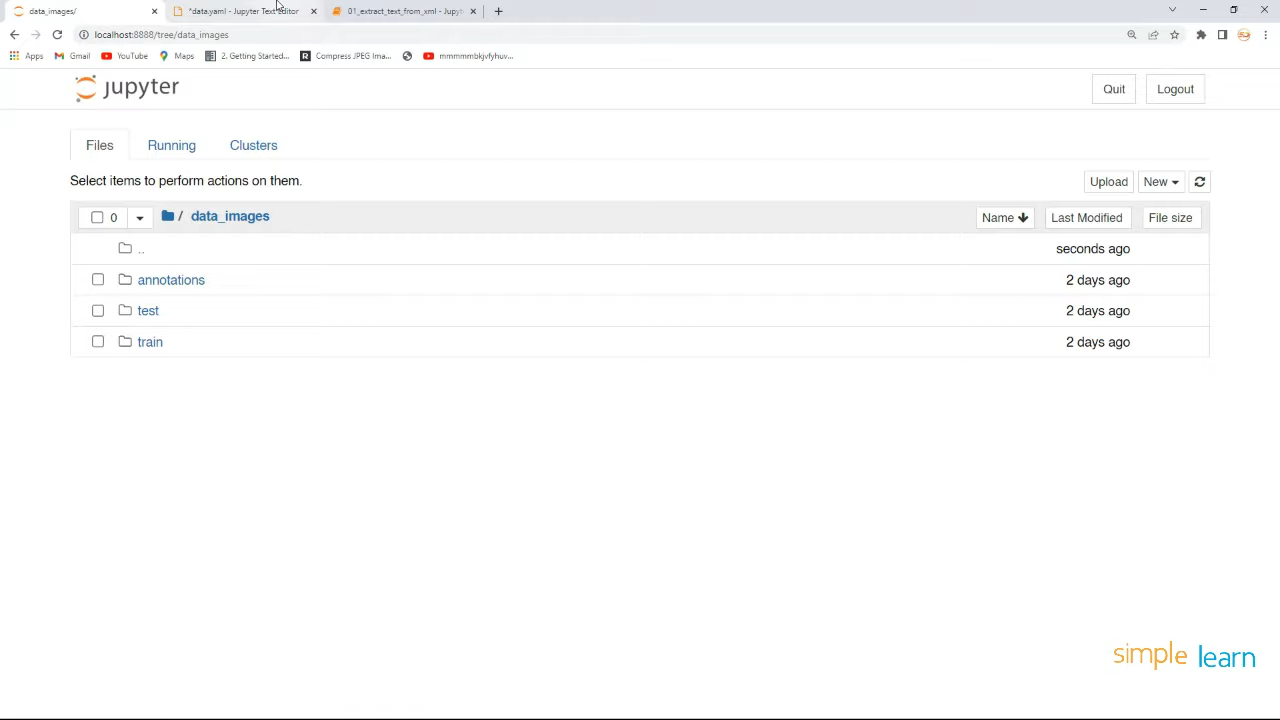 data_images/
*data.yaml - Jupyter Text Editor
01_extract_text_from_xml - Jupyt
localhost:8888/tree/data_images
Apps
Gmail
YouTube
Maps
2. Getting Started...
R
Compress JPEG Ima...
mmmmmbkjvfyhuv...
jupyter
Quit
Logout
Files
Running
Clusters
Select items to perform actions on them.
Upload
New
0
/ data_images
Name
Last Modified
File size
..
seconds ago
annotations
2 days ago
test
2 days ago
train
2 days ago
simplelearn